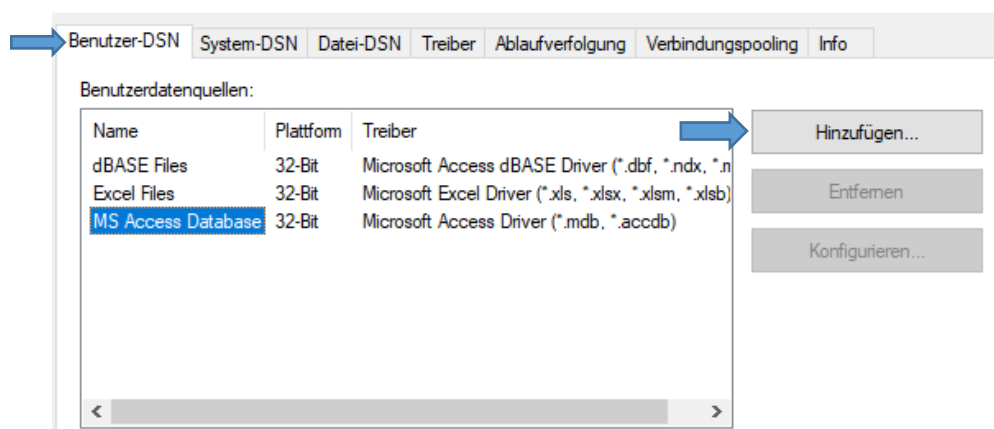 Benutzer-DSN System-DSN Datei-DSN Treiber Ablaufverfolgung Verbindungspooling Info
Benutzerdatenquellen:
Name Plattform Treiber
Hinzufügen...
dBASE Files 32-Bit Microsoft Access dBASE Driver (*.dbf, *.ndx, *.n
Excel Files 32-Bit Microsoft Excel Driver (*.xls, *.xlsx, *.xlsm, *.xlsb)
Entfernen
MS Access Database 32-Bit Microsoft Access Driver (*.mdb, *.accdb)
Konfigurieren...